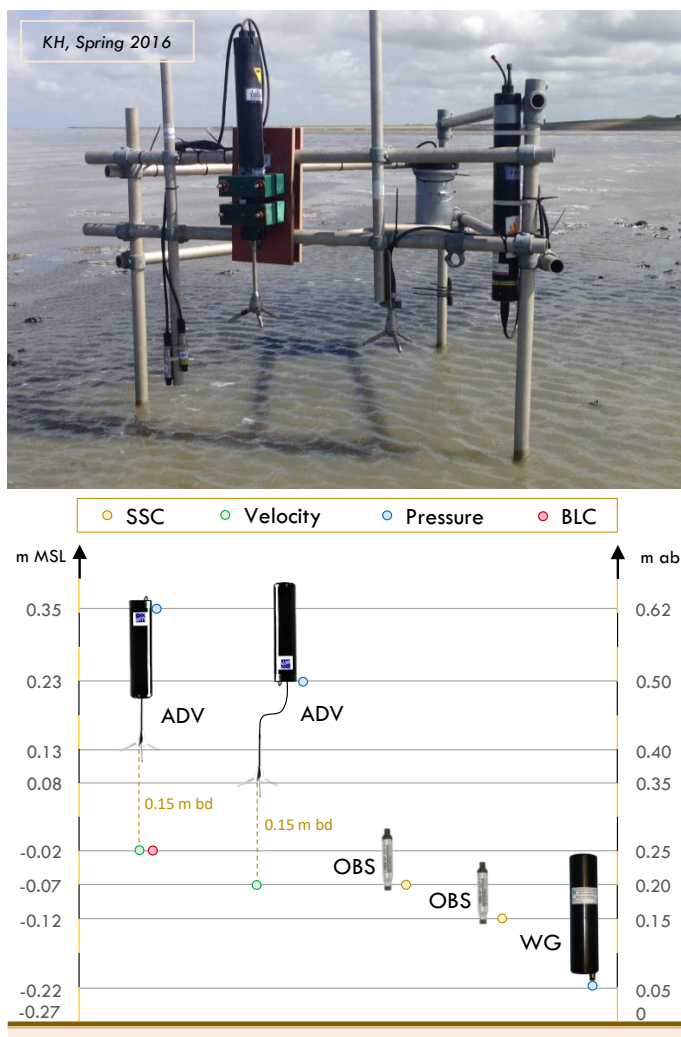 KH, Spring 2016
SSC Velocity Pressure BLC
m MSL m ab
0.35 0.62
0.23 ADV ADV 0.50
0.13 0.40
0.08 0.35
0.15 m bd 0.15 m bd
-0.02 0.25
OBS
-0.07 0.20
OBS
-0.12 0.15
WG
-0.22 0.05
-0.27 0